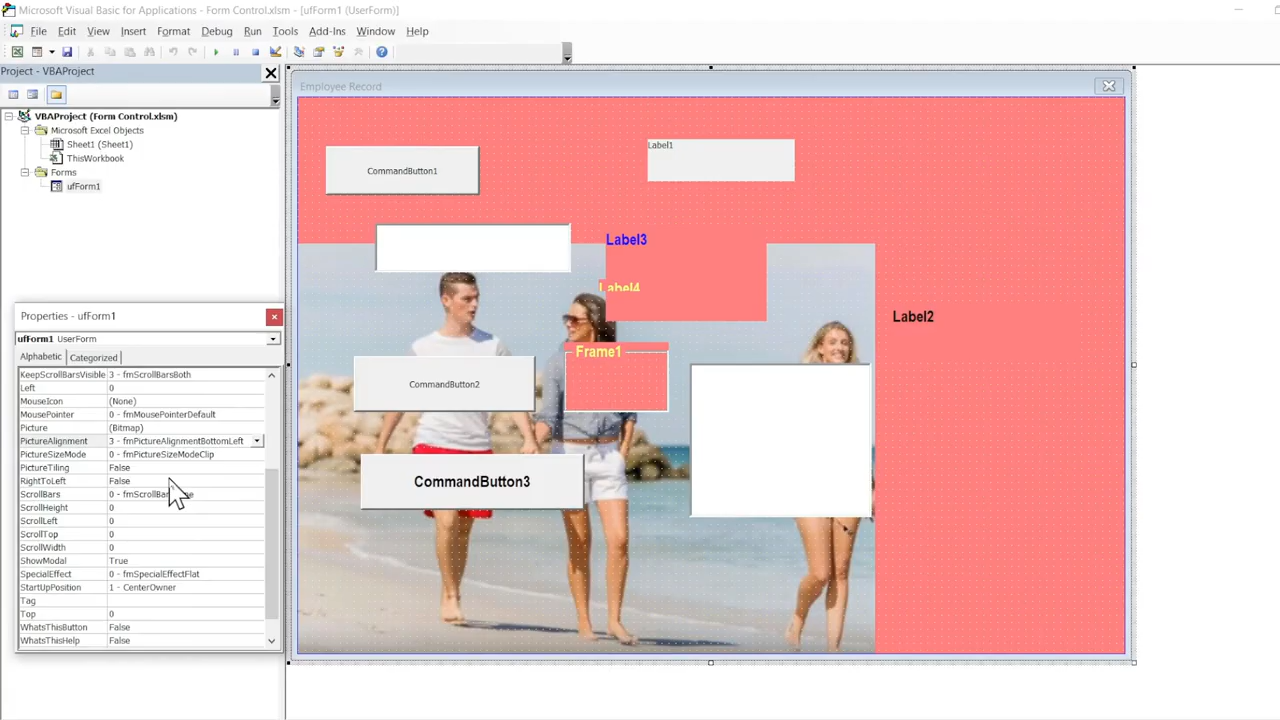 Microsoft Visual Basic for Applications - Form Control.xlsm - [ufForm1 (UserForm)]
File Edit View Insert Format Debug Run Tools Add-Ins Window Help
Project - VBAProject
VBAProject (Form Control.xlsm)
Microsoft Excel Objects
Sheet1 (Sheet1)
ThisWorkbook
Forms
ufForm1
Properties - ufForm1
ufForm1 UserForm
Alphabetic Categorized
KeepScrollBarsVisible 3 - fmScrollBarsBoth
Left 0
MouseIcon (None)
MousePointer 0 - fmMousePointerDefault
Picture (Bitmap)
PictureAlignment 3 - fmPictureAlignmentBottomLeft
PictureSizeMode 0 - fmPictureSizeModeClip
PictureTiling False
RightToLeft False
ScrollBars
ScrollHeight 0
ScrollLeft 0
ScrollTop 0
ScrollWidth 0
ShowModal True
SpecialEffect 0 - fmSpecialEffectFlat
StartUpPosition 1 - CenterOwner
Tag
Top 0
WhatsThisButton False
WhatsThisHelp False
Employee Record
CommandButton1
Label1
Label3
Label4
Label2
Frame1
CommandButton2
CommandButton3